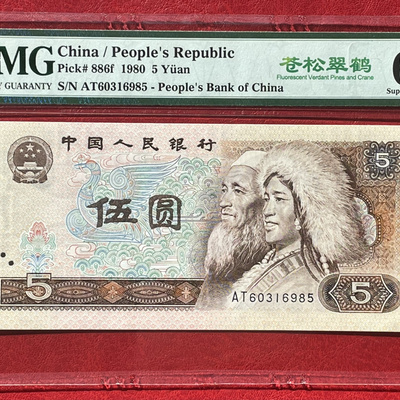 MG China / People's Republic
Pick# 886f 1980 5 Yüan
苍松翠鹤
Fluorescent Verdant Pines and Crane
GUARANTEE
S/N AT60316985 - People's Bank of China
中国人民银行
5
伍圆
5
AT60316985
5